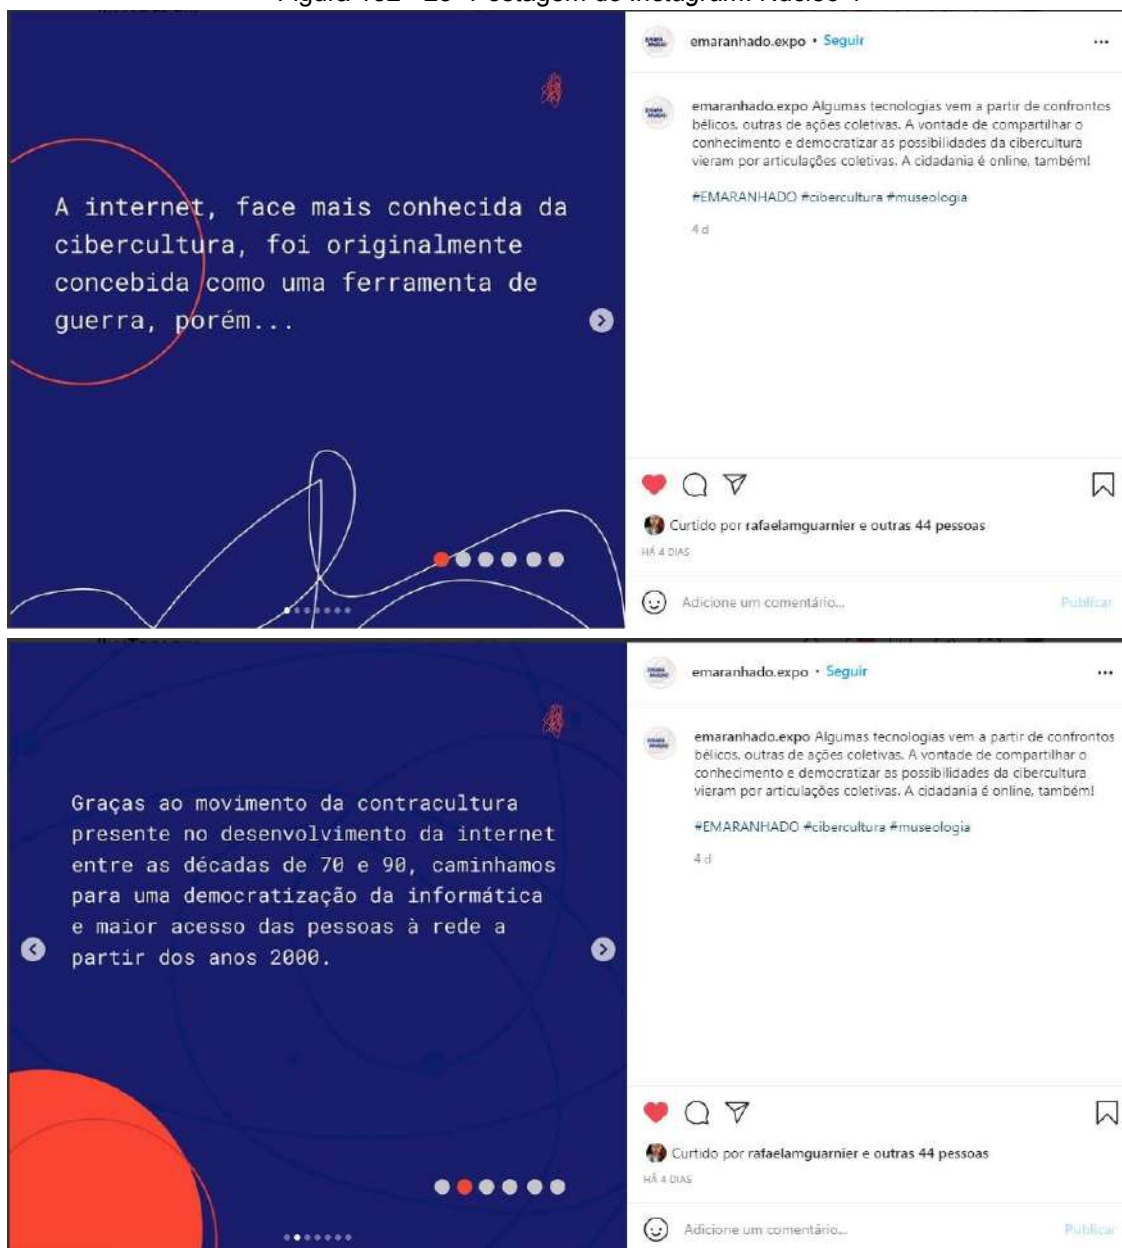 emaranhado.expo • Seguir
emaranhado.expo Algumas tecnologias vem a partir de confrontos
bélicos, outras de ações coletivas. A vontade de compartilhar o
conhecimento e democratizar as possibilidades da cibercultura
vieram por articulações coletivas. A cidadania é online, também!
#EMARANHADO #cibercultura #museologia
4 d
A internet, face mais conhecida da
cibercultura, foi originalmente
concebida como uma ferramenta de
guerra, porém...
Curtido por rafaelamguarnier e outras 44 pessoas
HÁ 4 DIAS
Adicione um comentário...
Publicar
emaranhado.expo • Seguir
emaranhado.expo Algumas tecnologias vem a partir de confrontos
bélicos, outras de ações coletivas. A vontade de compartilhar o
conhecimento e democratizar as possibilidades da cibercultura
vieram por articulações coletivas. A cidadania é online, também!
#EMARANHADO #cibercultura #museologia
4 d
Graças ao movimento da contracultura
presente no desenvolvimento da internet
entre as décadas de 70 e 90, caminhamos
para uma democratização da informática
e maior acesso das pessoas à rede a
partir dos anos 2000.
Curtido por rafaelamguarnier e outras 44 pessoas
HÁ 4 DIAS
Adicione um comentário...
Publicar